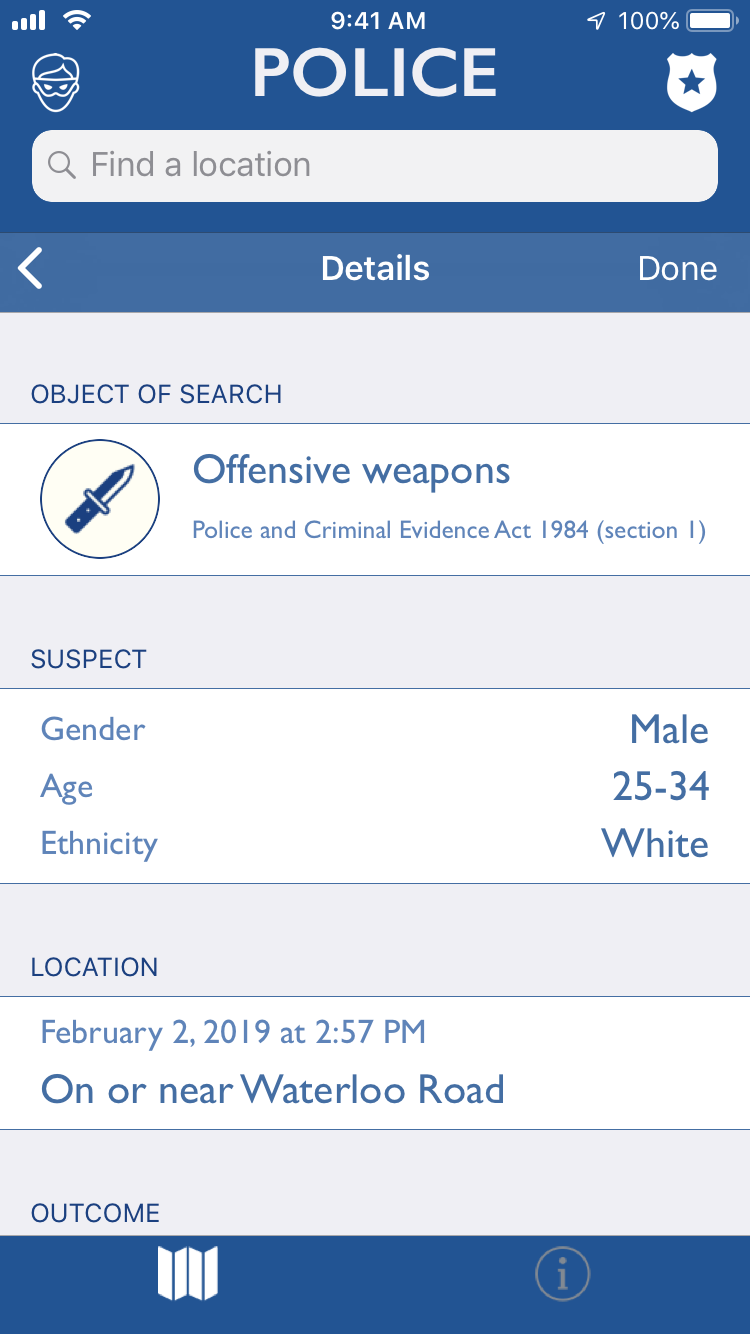 9:41 AM
100%
POLICE
Find a location
Details
Done
OBJECT OF SEARCH
Offensive weapons
Police and Criminal Evidence Act 1984 (section 1)
SUSPECT
Gender Male
Age 25-34
Ethnicity White
LOCATION
February 2, 2019 at 2:57 PM
On or near Waterloo Road
OUTCOME